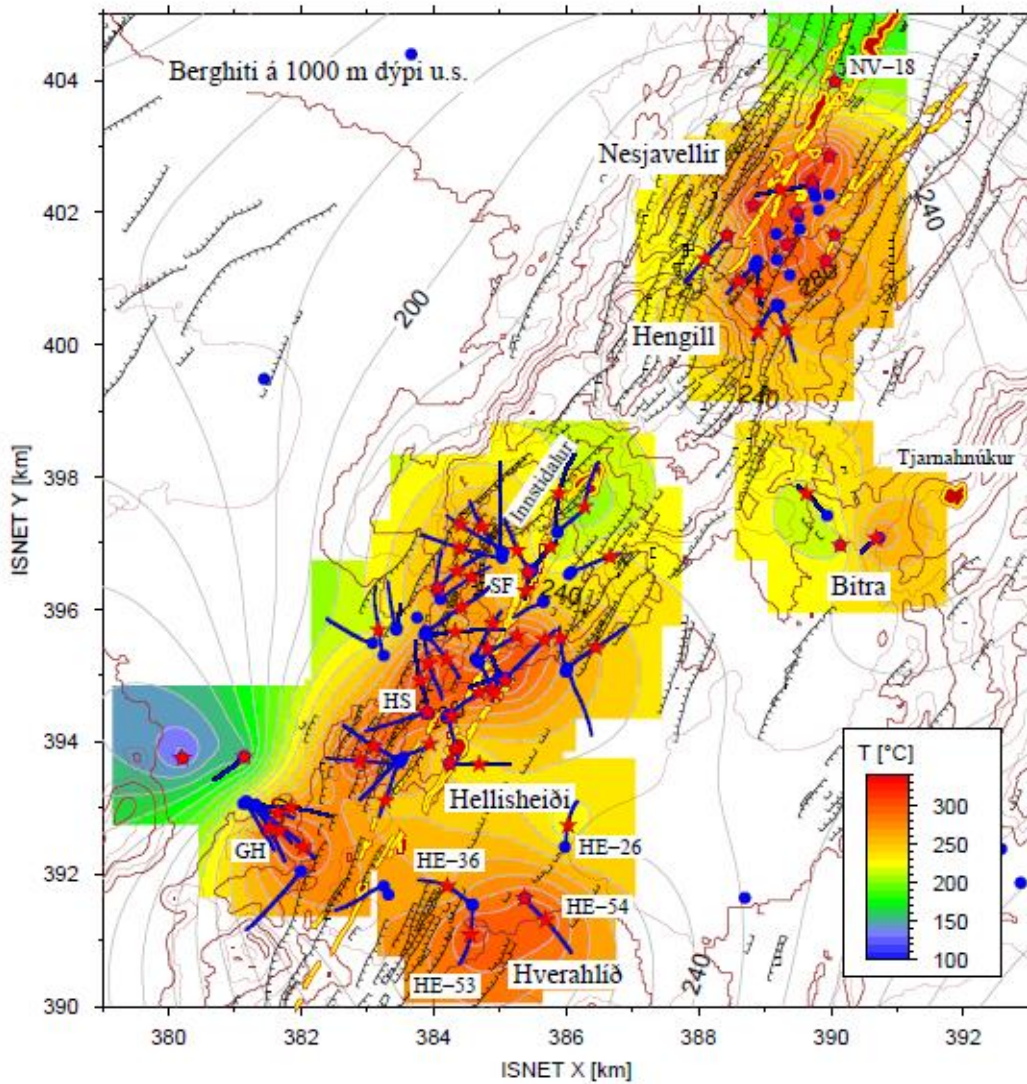 Berghiti á 1000 m dýpi u.s.
NV–18
Nesjavellir
240
200
280
Hengill
240
Innstidalur
Tjarnahnúkur
SF
240
Bitra
HS
Hellisheiði
GH
HE–36
HE–26
HE–54
HE–53
Hverahlíð
240
T [°C]
300
250
200
150
100
404
402
400
398
396
394
392
390
ISNET Y [km]
380
382
384
386
388
390
392
ISNET X [km]